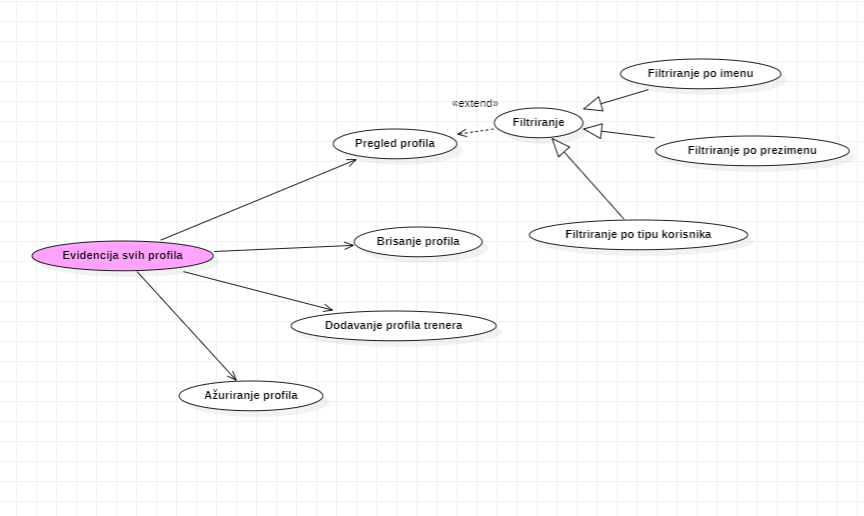 Filtriranje po imenu
«extend»
Filtriranje
Pregled profila
Filtriranje po prezimenu
Filtriranje po tipu korisnika
Brisanje profila
Evidencija svih profila
Dodavanje profila trenera
Ažuriranje profila